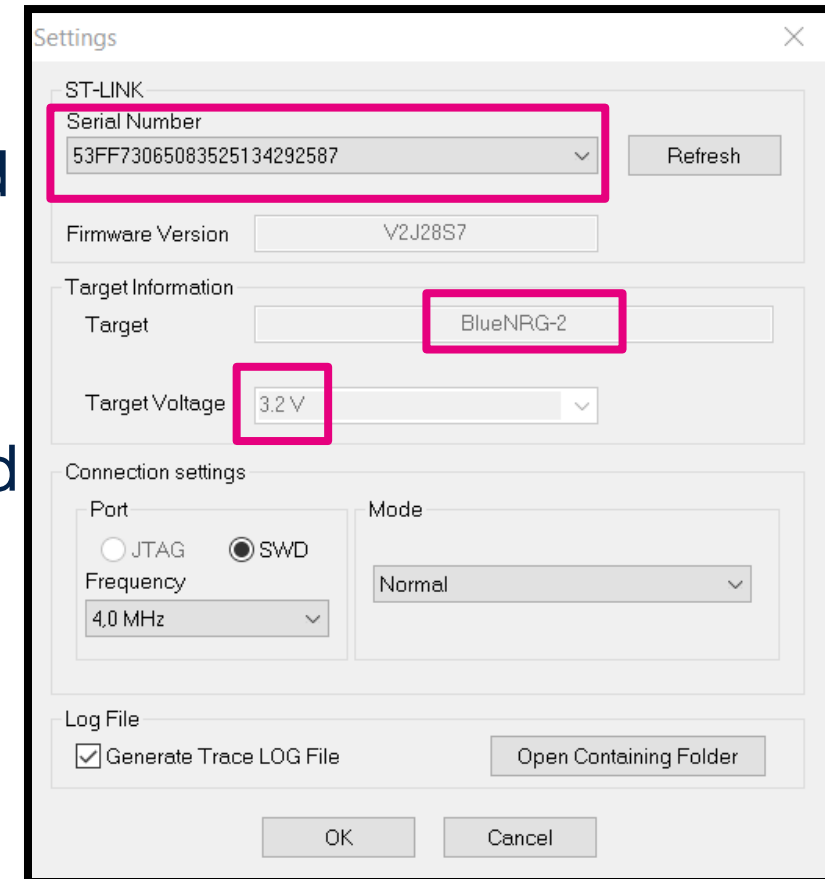 Settings
ST-LINK
Serial Number
53FF73065083525134292587
Refresh
Firmware Version V2J28S7
Target Information
Target BlueNRG-2
Target Voltage 3.2 V
Connection settings
Port
Mode
JTAG SWD
Frequency
Normal
4,0 MHz
Log File
Generate Trace LOG File Open Containing Folder
OK Cancel
d
d